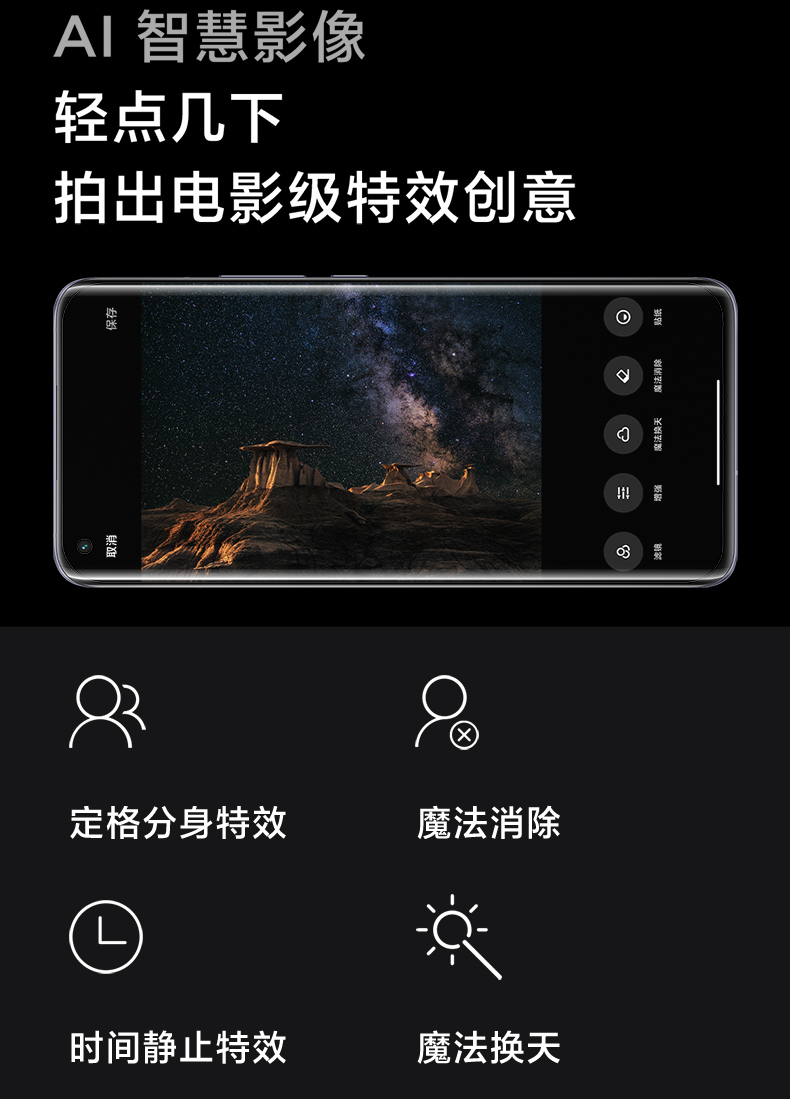 AI 智慧影像
轻点几下
拍出电影级特效创意
保存
取消
贴纸
魔法消除
魔法换天
增强
滤镜
定格分身特效
魔法消除
时间静止特效
魔法换天